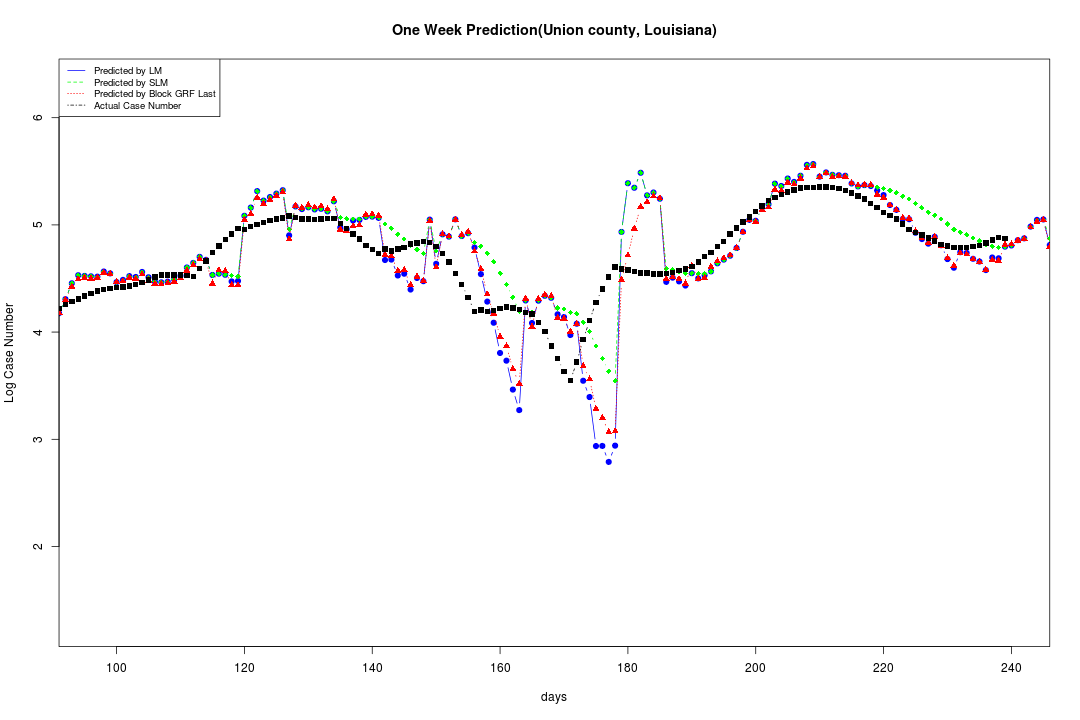 One Week Prediction(Union county, Louisiana)
Predicted by LM
Predicted by SLM
Predicted by Block GRF Last
Actual Case Number
6
5
4
3
2
Log Case Number
100 120 140 160 180 200 220 240
days